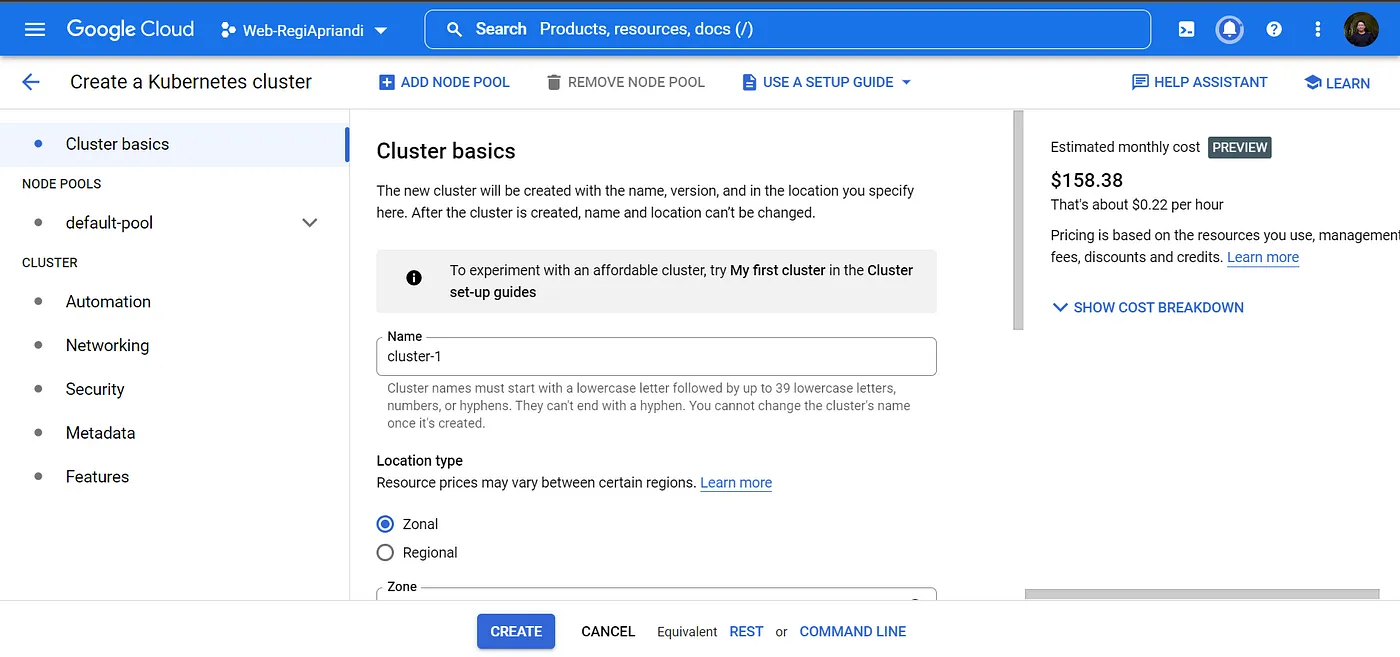 Google Cloud
Web-RegiApriandi
Search Products, resources, docs (/)
Create a Kubernetes cluster
ADD NODE POOL
REMOVE NODE POOL
USE A SETUP GUIDE
HELP ASSISTANT
LEARN
Cluster basics
NODE POOLS
default-pool
CLUSTER
Automation
Networking
Security
Metadata
Features
Cluster basics
The new cluster will be created with the name, version, and in the location you specify
here. After the cluster is created, name and location can’t be changed.
To experiment with an affordable cluster, try My first cluster in the Cluster
set-up guides
Name
cluster-1
Cluster names must start with a lowercase letter followed by up to 39 lowercase letters,
numbers, or hyphens. They can't end with a hyphen. You cannot change the cluster's name
once it's created.
Location type
Resource prices may vary between certain regions. Learn more
Zonal
Regional
Zone
Estimated monthly cost PREVIEW
$158.38
That's about $0.22 per hour
Pricing is based on the resources you use, management
fees, discounts and credits. Learn more
SHOW COST BREAKDOWN
CREATE
CANCEL
Equivalent REST or COMMAND LINE